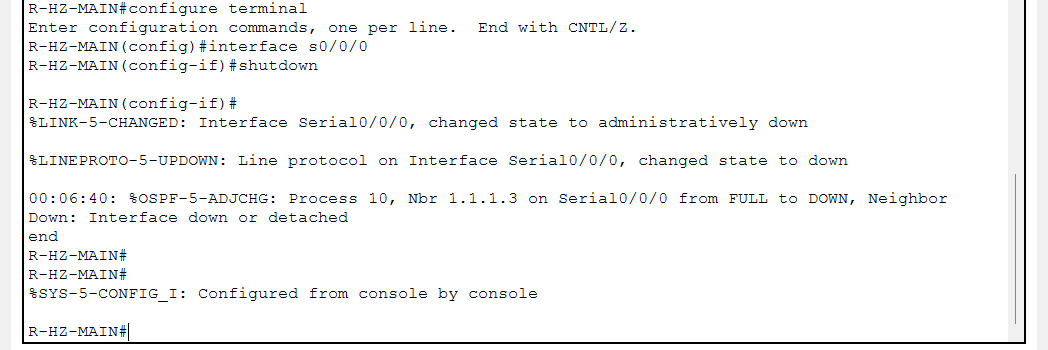 R-HZ-MAIN#configure terminal
Enter configuration commands, one per line.  End with CNTL/Z.
R-HZ-MAIN(config)#interface s0/0/0
R-HZ-MAIN(config-if)#shutdown
R-HZ-MAIN(config-if)#
%LINK-5-CHANGED: Interface Serial0/0/0, changed state to administratively down
%LINEPROTO-5-UPDOWN: Line protocol on Interface Serial0/0/0, changed state to down
00:06:40: %OSPF-5-ADJCHG: Process 10, Nbr 1.1.1.3 on Serial0/0/0 from FULL to DOWN, Neighbor
Down: Interface down or detached
end
R-HZ-MAIN#
R-HZ-MAIN#
%SYS-5-CONFIG_I: Configured from console by console
R-HZ-MAIN#